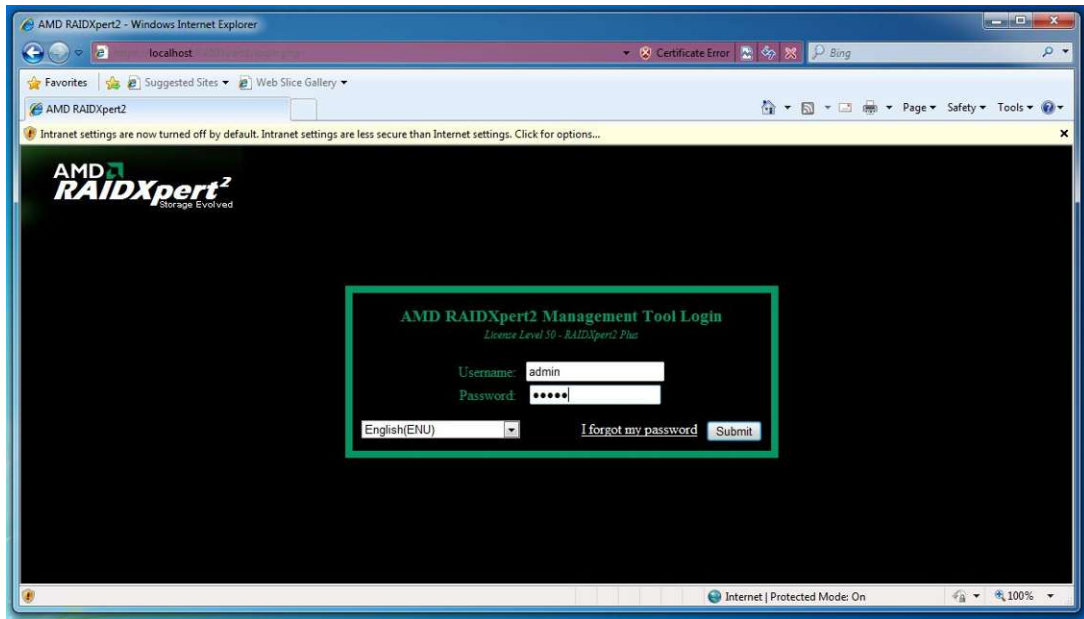 AMD RAIDXpert2 - Windows Internet Explorer
localhost
Certificate Error
Bing
Favorites Suggested Sites Web Slice Gallery
AMD RAIDXpert2
Page Safety Tools
Intranet settings are now turned off by default. Intranet settings are less secure than Internet settings. Click for options...
AMD
RAIDXpert2
Storage Evolved
AMD RAIDXpert2 Management Tool Login
License Level 50 - RAIDXpert2 Plus
Username: admin
Password: •••••
English(ENU) I forgot my password Submit
Internet | Protected Mode: On 100%